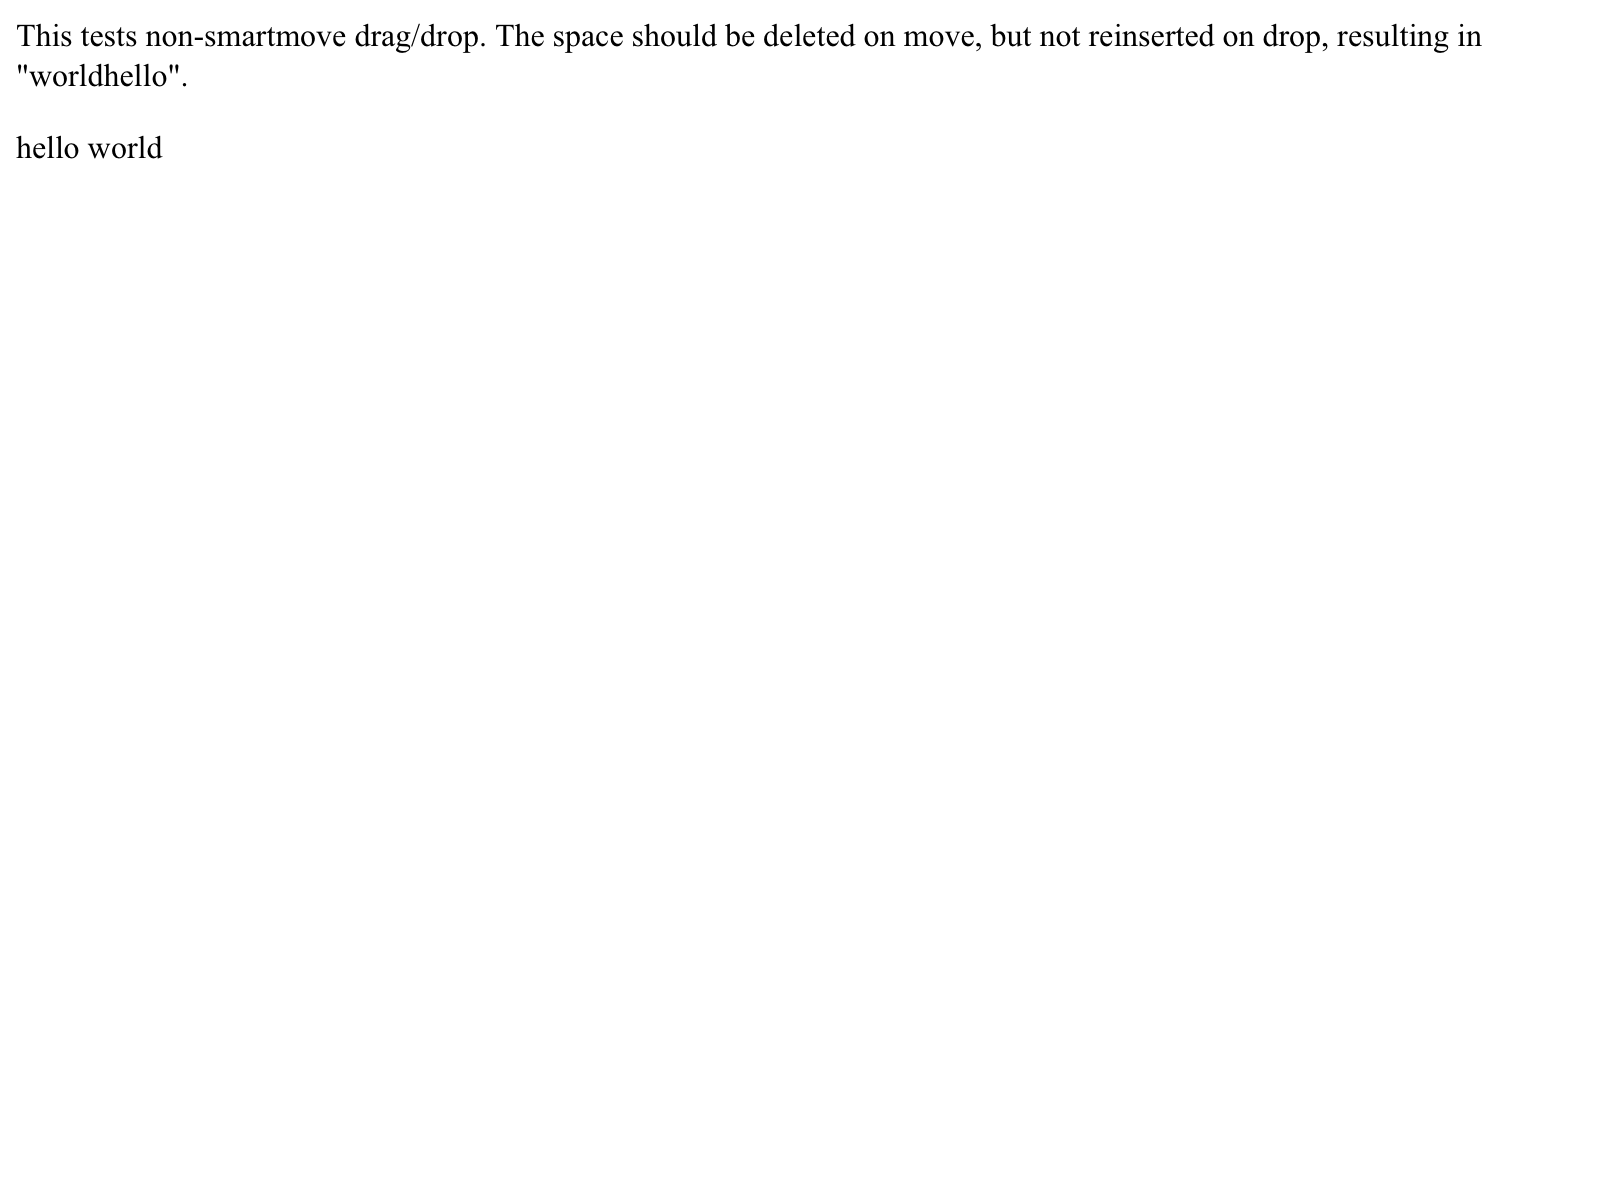 This tests non-smartmove drag/drop. The space should be deleted on move, but not reinserted on drop, resulting in
"worldhello".
hello world